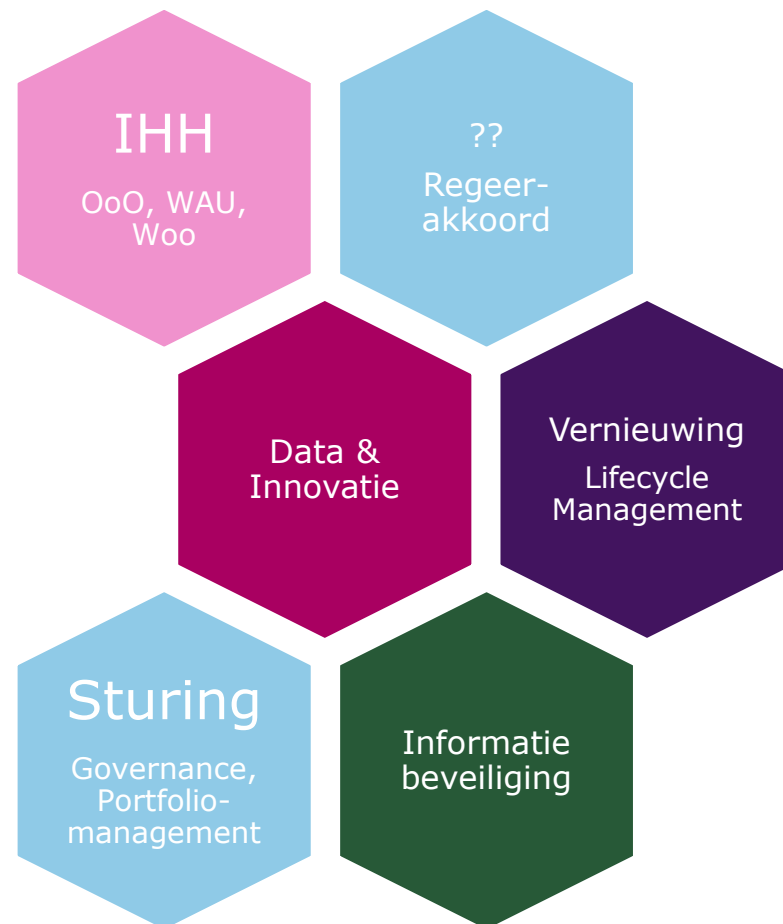 IHH
OoO, WAU,
Woo
??
Regeer-
akkoord
Data &
Innovatie
Vernieuwing
Lifecycle
Management
Sturing
Governance,
Portfolio-
management
Informatie
beveiliging